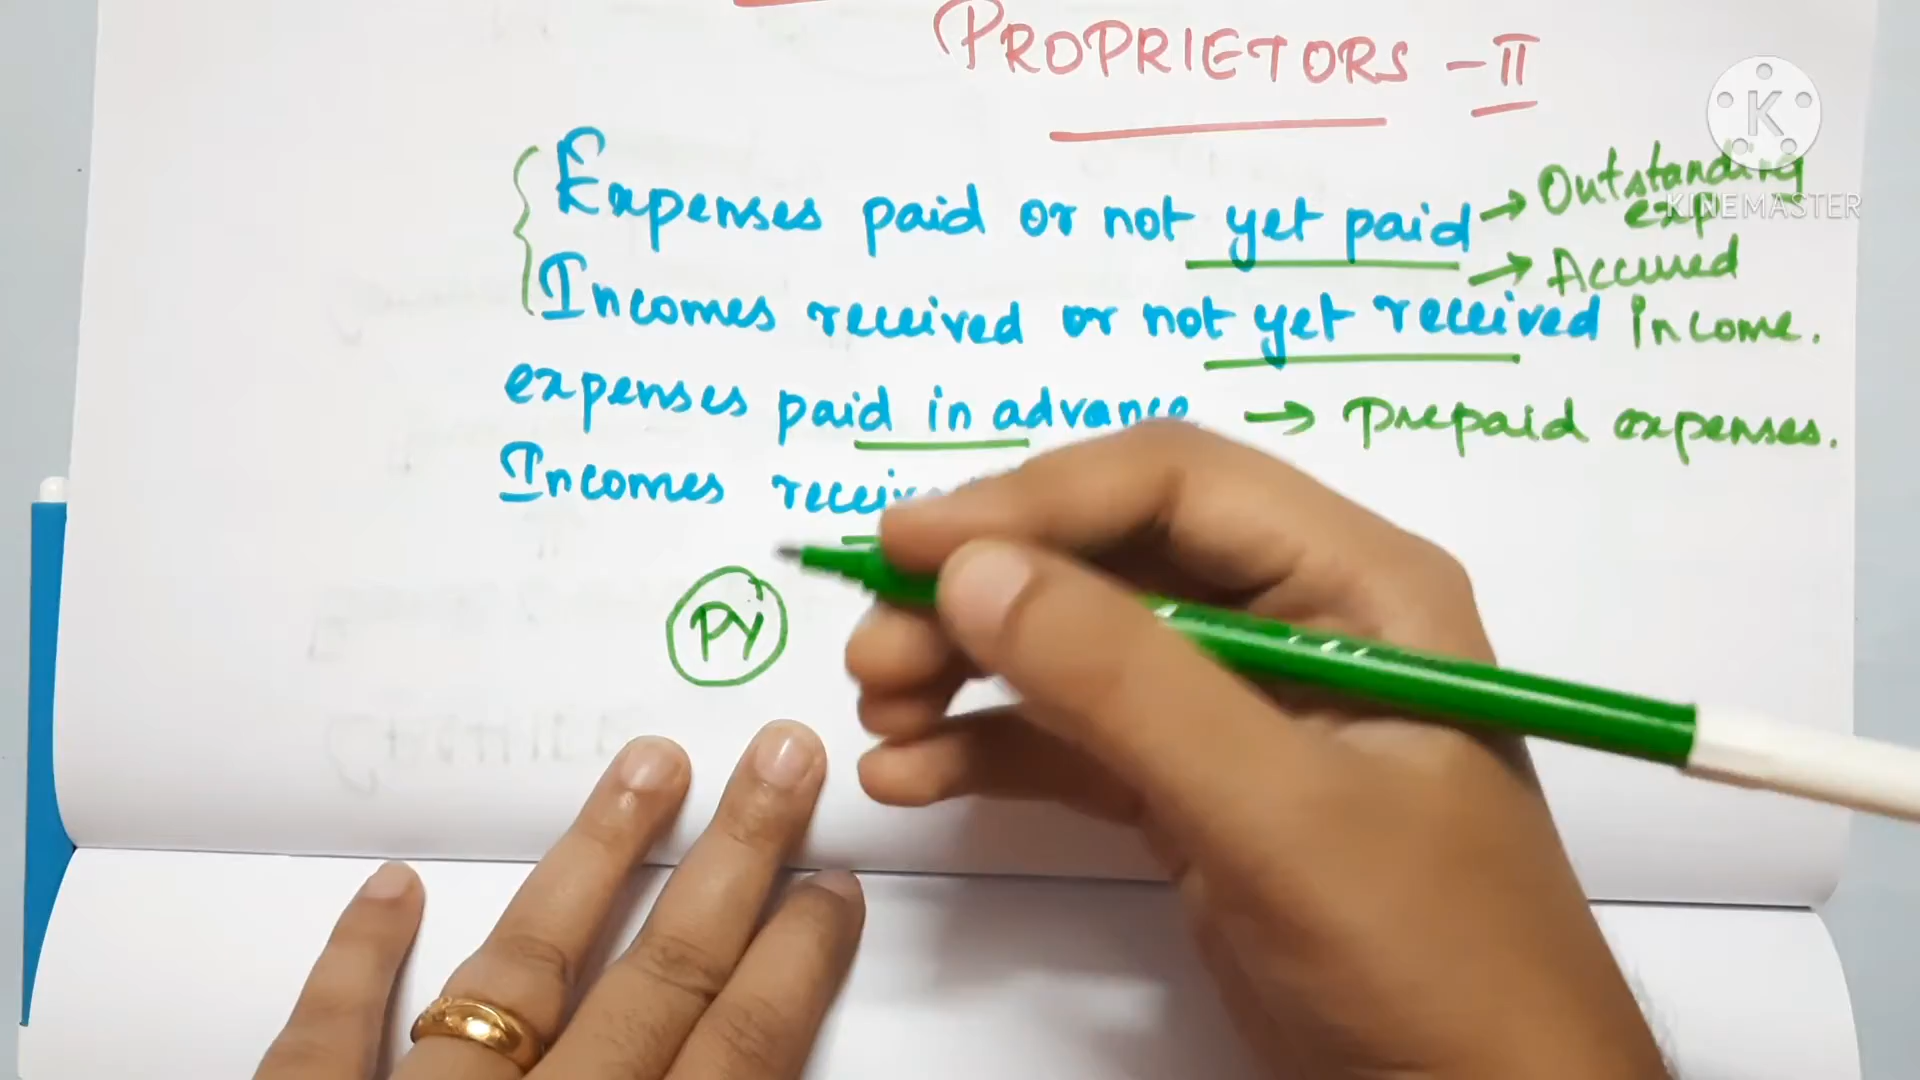 PROPRIETORS - II
Expenses paid or not yet paid → Outstanding exp
Incomes received or not yet received → Accured income.
expenses paid in advance → Prepaid expenses.
Incomes
PY
K
KINEMASTER